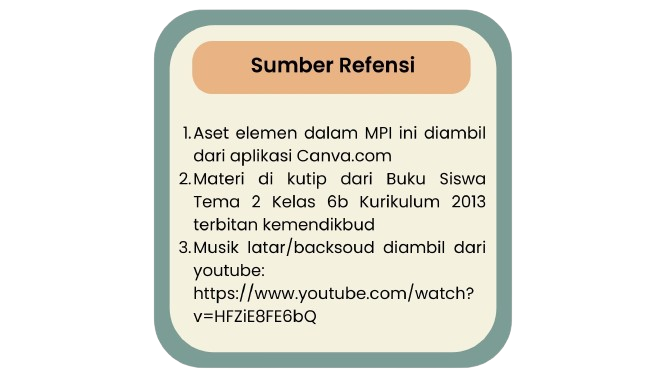 Sumber Refensi
1. Aset elemen dalam MPI ini diambil
dari aplikasi Canva.com
2. Materi di kutip dari Buku Siswa
Tema 2 Kelas 6b Kurikulum 2013
terbitan kemendikbud
3. Musik latar/backsoud diambil dari
youtube:
https://www.youtube.com/watch?
v=HFZiE8FE6bQ